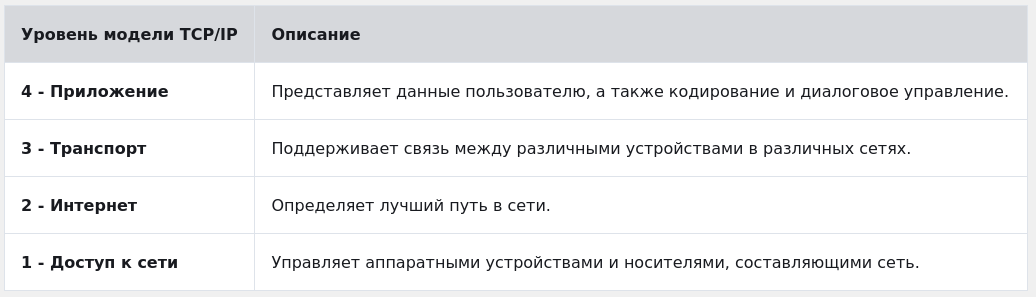 Уровень модели TCP/IP Описание
4 - Приложение Представляет данные пользователю, а также кодирование и диалоговое управление.
3 - Транспорт Поддерживает связь между различными устройствами в различных сетях.
2 - Интернет Определяет лучший путь в сети.
1 - Доступ к сети Управляет аппаратными устройствами и носителями, составляющими сеть.